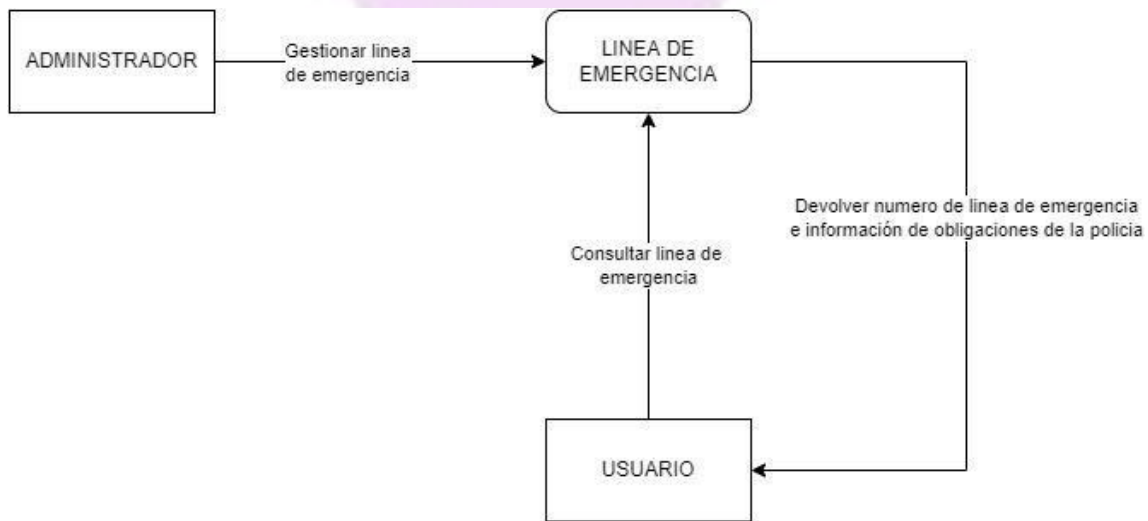 ADMINISTRADOR
Gestionar linea
de emergencia
LINEA DE
EMERGENCIA
Devolver numero de linea de emergencia
e información de obligaciones de la policia
Consultar linea de
emergencia
USUARIO